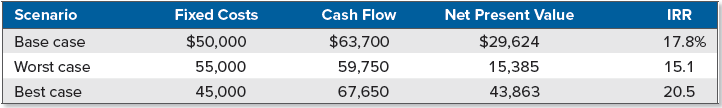 Scenario Fixed Costs Cash Flow Net Present Value IRR
Base case $50,000 $63,700 $29,624 17.8%
Worst case 55,000 59,750 15,385 15.1
Best case 45,000 67,650 43,863 20.5